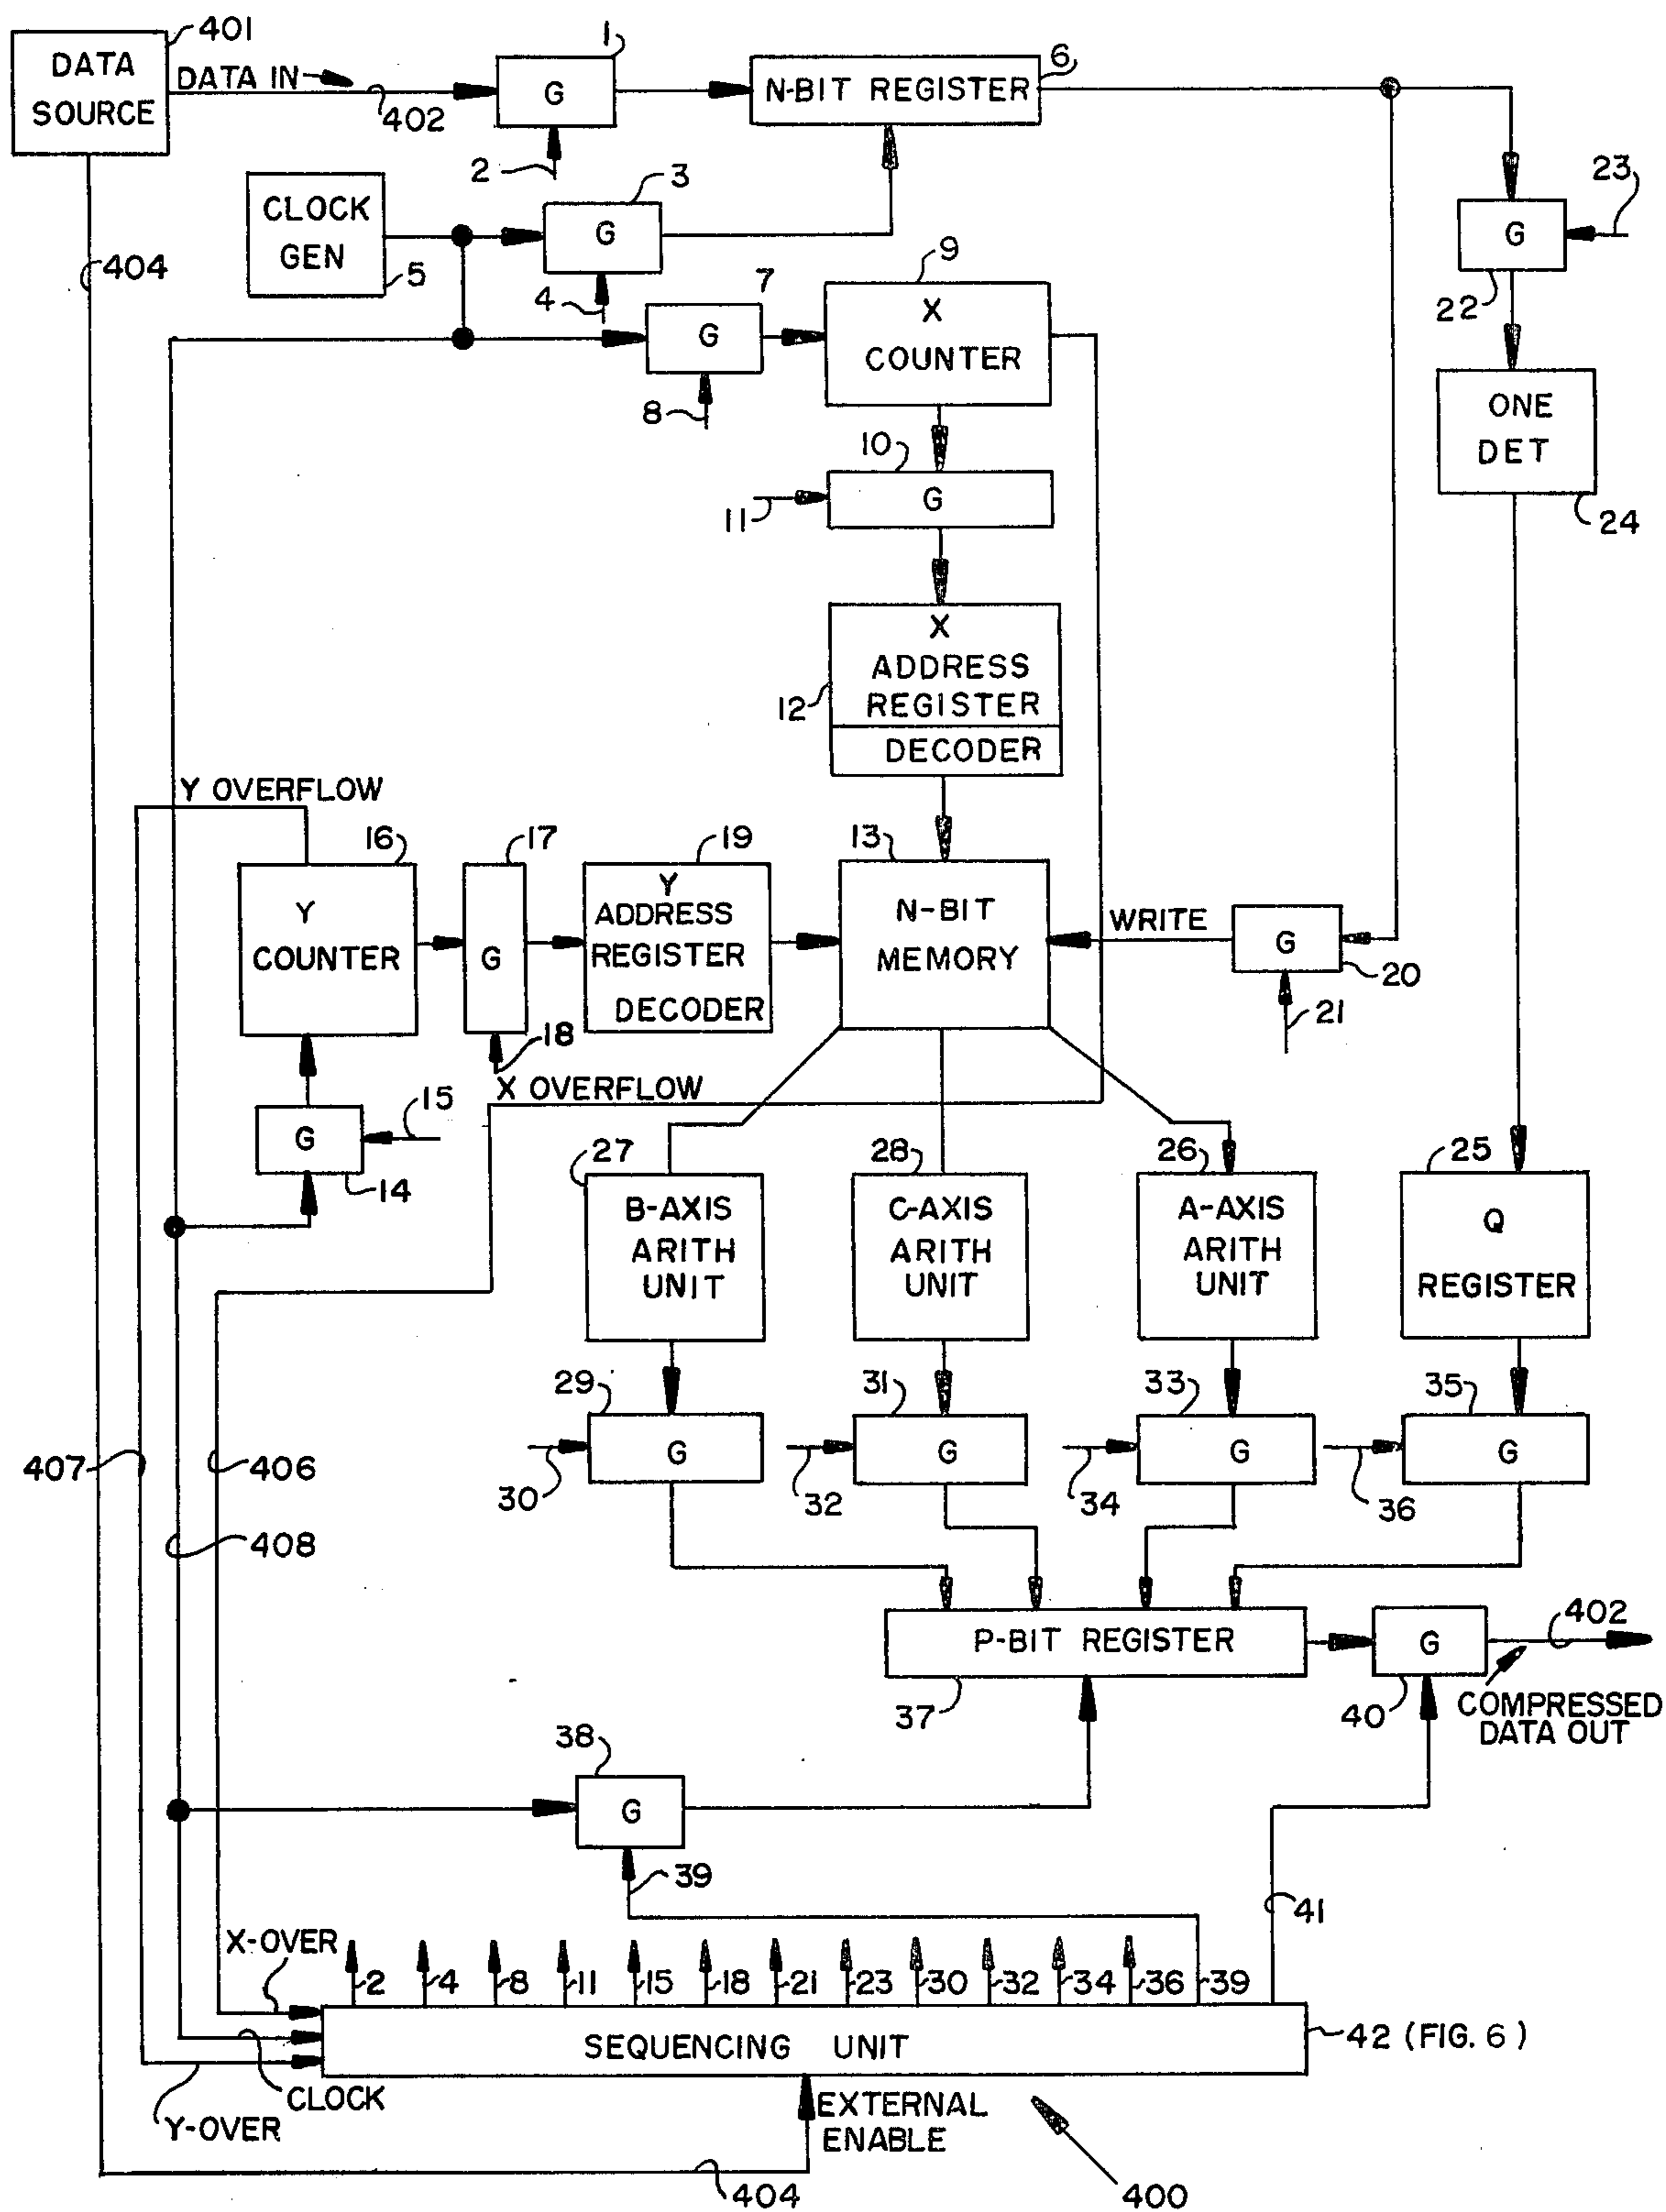 401
DATA
SOURCE
DATA IN
402
1
G
2
N-BIT REGISTER
6
CLOCK
GEN
5
3
G
4
404
7
G
8
9
X
COUNTER
23
G
22
ONE
DET
24
10
G
11
X
ADDRESS
REGISTER
DECODER
12
Y OVERFLOW
16
Y
COUNTER
17
G
18
19
Y
ADDRESS
REGISTER
DECODER
13
N-BIT
MEMORY
WRITE
G
20
21
X OVERFLOW
G
15
14
27
B-AXIS
ARITH
UNIT
28
C-AXIS
ARITH
UNIT
26
A-AXIS
ARITH
UNIT
25
Q
REGISTER
29
G
30
31
G
32
33
G
34
35
G
36
407
406
408
P-BIT REGISTER
37
G
40
402
COMPRESSED
DATA OUT
38
G
39
41
X-OVER
2
4
8
11
15
18
21
23
30
32
34
36
39
SEQUENCING UNIT
42 (FIG. 6)
CLOCK
Y-OVER
EXTERNAL
ENABLE
404
400